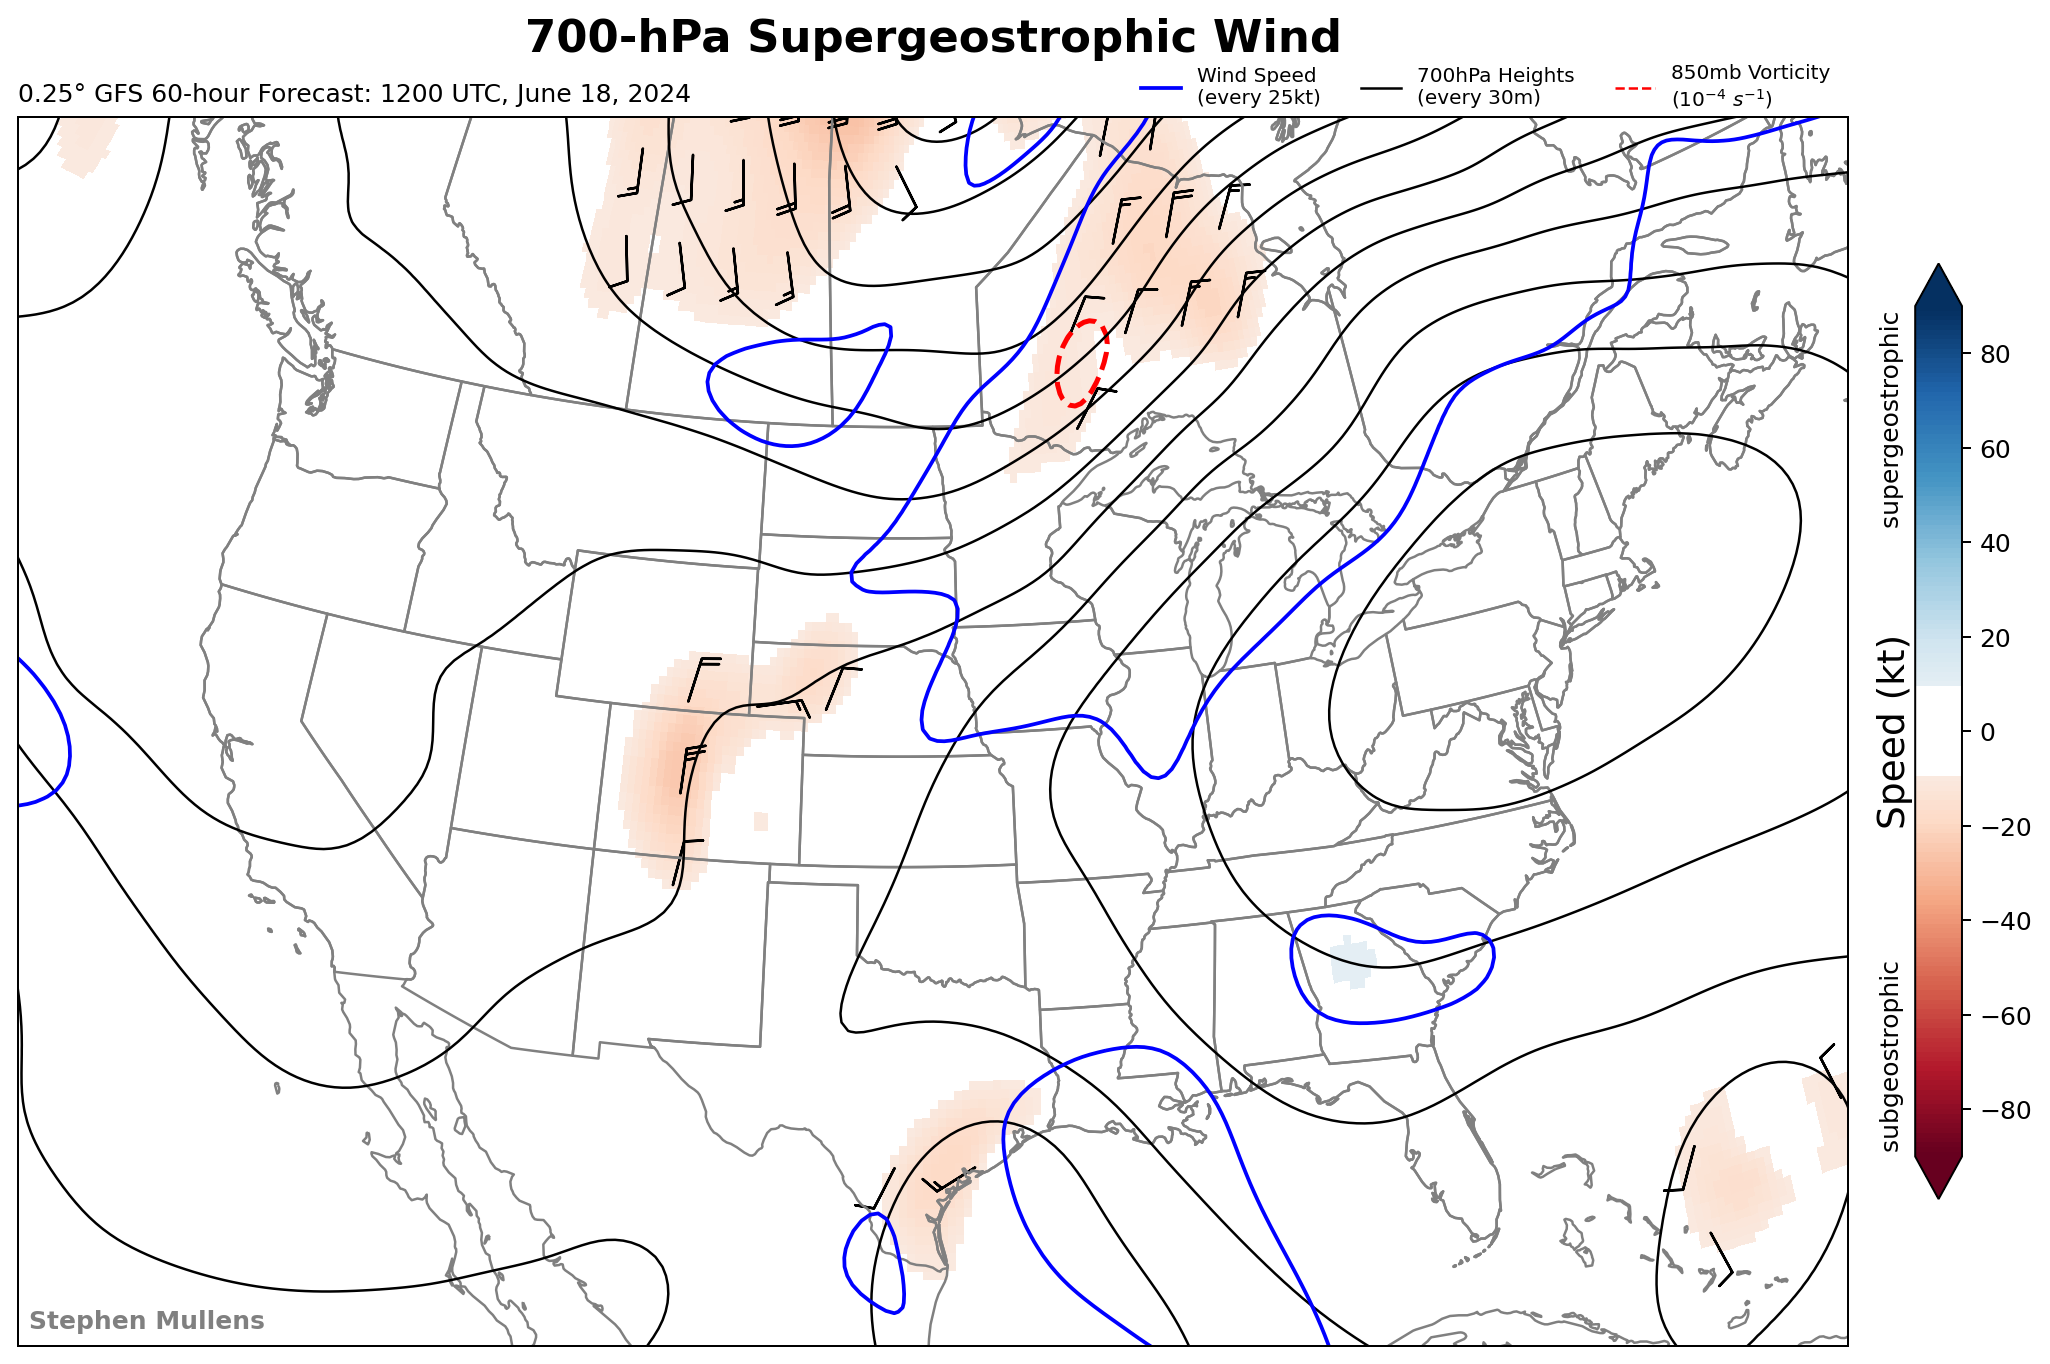 700-hPa Supergeostrophic Wind
0.25° GFS 60-hour Forecast: 1200 UTC, June 18, 2024
Wind Speed
(every 25kt)
700hPa Heights
(every 30m)
850mb Vorticity
(10⁻⁴ s⁻¹)
supergeostrophic
Speed (kt)
subgeostrophic
80
60
40
20
0
−20
−40
−60
−80
Stephen Mullens